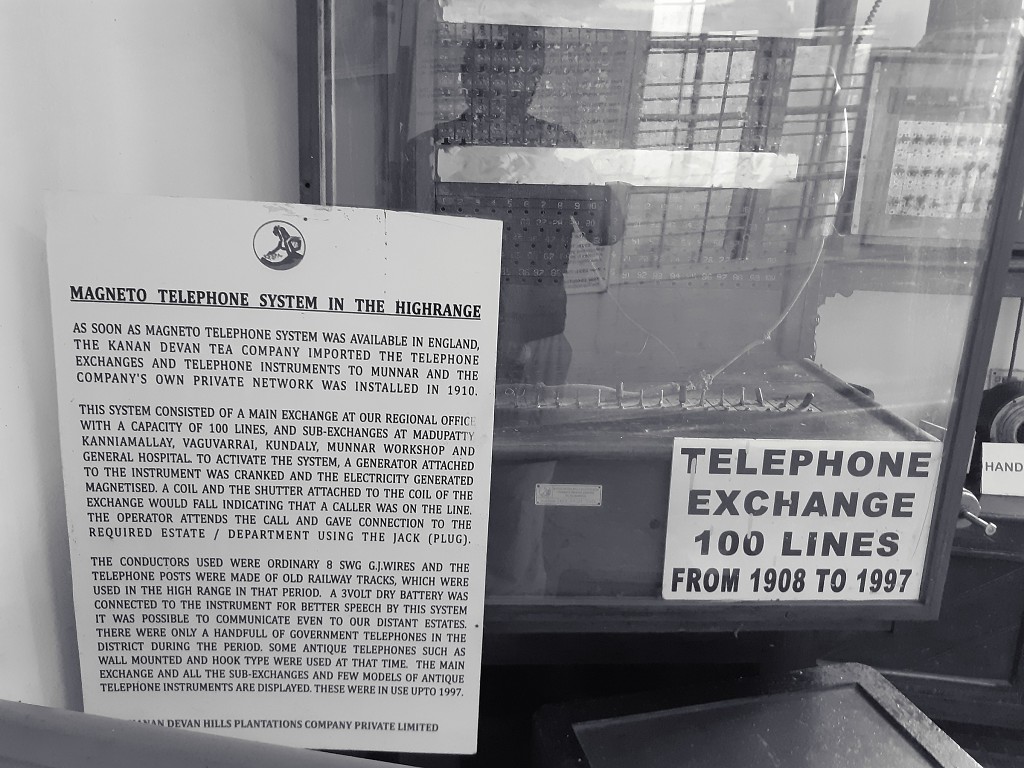 MAGNETO TELEPHONE SYSTEM IN THE HIGHRANGE
AS SOON AS MAGNETO TELEPHONE SYSTEM WAS AVAILABLE IN ENGLAND,
THE KANAN DEVAN TEA COMPANY IMPORTED THE TELEPHONE
EXCHANGES AND TELEPHONE INSTRUMENTS TO MUNNAR AND THE
COMPANY'S OWN PRIVATE NETWORK WAS INSTALLED IN 1910.
THIS SYSTEM CONSISTED OF A MAIN EXCHANGE AT OUR REGIONAL OFFICE
WITH A CAPACITY OF 100 LINES, AND SUB-EXCHANGES AT MADUPATTY
KANNIAMALLAY, VAGUVARRAI, KUNDALY, MUNNAR WORKSHOP AND
GENERAL HOSPITAL. TO ACTIVATE THE SYSTEM, A GENERATOR ATTACHED
TO THE INSTRUMENT WAS CRANKED AND THE ELECTRICITY GENERATED
MAGNETISED. A COIL AND THE SHUTTER ATTACHED TO THE COIL OF THE
EXCHANGE WOULD FALL INDICATING THAT A CALLER WAS ON THE LINE.
THE OPERATOR ATTENDS THE CALL AND GAVE CONNECTION TO THE
REQUIRED ESTATE / DEPARTMENT USING THE JACK (PLUG).
THE CONDUCTORS USED WERE ORDINARY 8 SWG G.J.WIRES AND THE
TELEPHONE POSTS WERE MADE OF OLD RAILWAY TRACKS, WHICH WERE
USED IN THE HIGH RANGE IN THAT PERIOD. A 3VOLT DRY BATTERY WAS
CONNECTED TO THE INSTRUMENT FOR BETTER SPEECH BY THIS SYSTEM
IT WAS POSSIBLE TO COMMUNICATE EVEN TO OUR DISTANT ESTATES.
THERE WERE ONLY A HANDFULL OF GOVERNMENT TELEPHONES IN THE
DISTRICT DURING THE PERIOD. SOME ANTIQUE TELEPHONES SUCH AS
WALL MOUNTED AND HOOK TYPE WERE USED AT THAT TIME. THE MAIN
EXCHANGE AND ALL THE SUB-EXCHANGES AND FEW MODELS OF ANTIQUE
TELEPHONE INSTRUMENTS ARE DISPLAYED. THESE WERE IN USE UPTO 1997.
KANAN DEVAN HILLS PLANTATIONS COMPANY PRIVATE LIMITED
TELEPHONE
EXCHANGE
100 LINES
FROM 1908 TO 1997
HAND